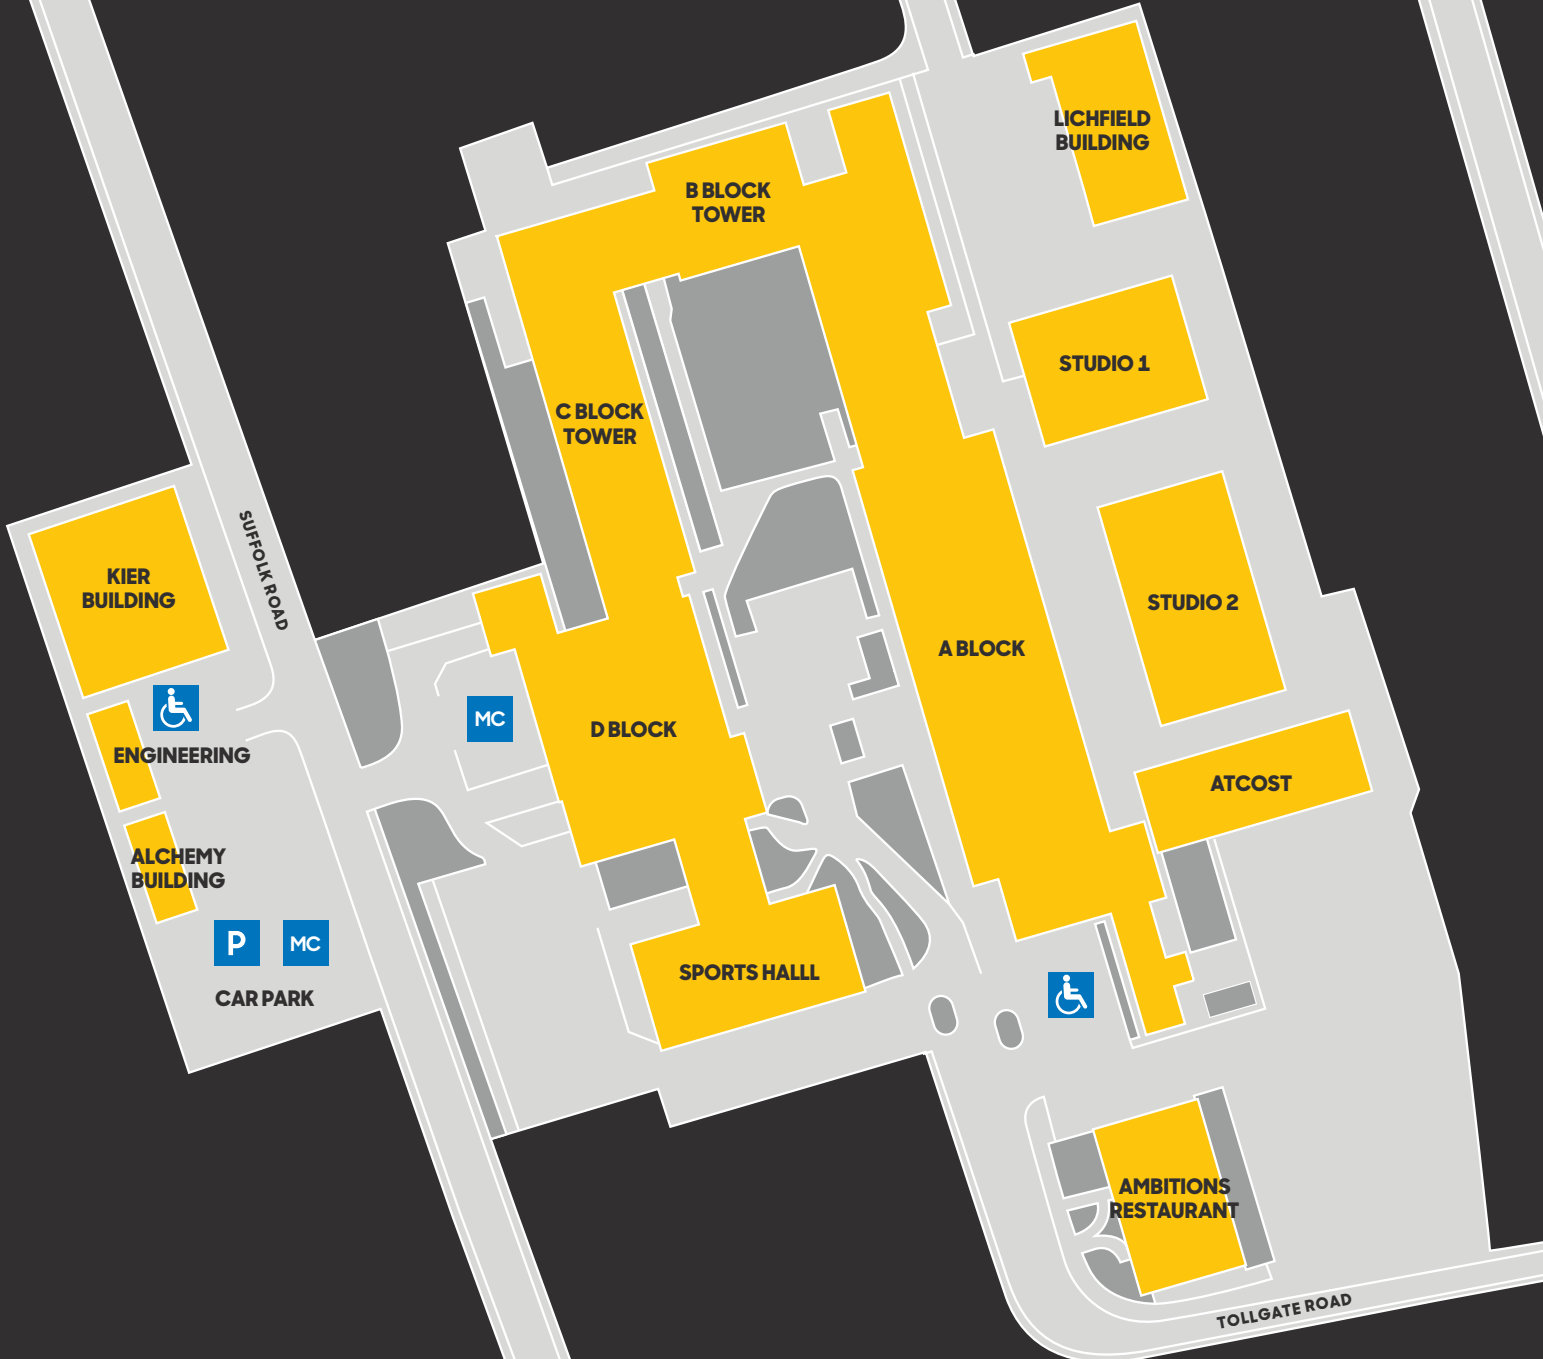 LICHFIELD
BUILDING
B BLOCK
TOWER
STUDIO 1
C BLOCK
TOWER
SUFFOLK ROAD
KIER
BUILDING
STUDIO 2
A BLOCK
MC
D BLOCK
ENGINEERING
ATCOST
ALCHEMY
BUILDING
P
MC
CAR PARK
SPORTS HALLL
AMBITIONS
RESTAURANT
TOLLGATE ROAD